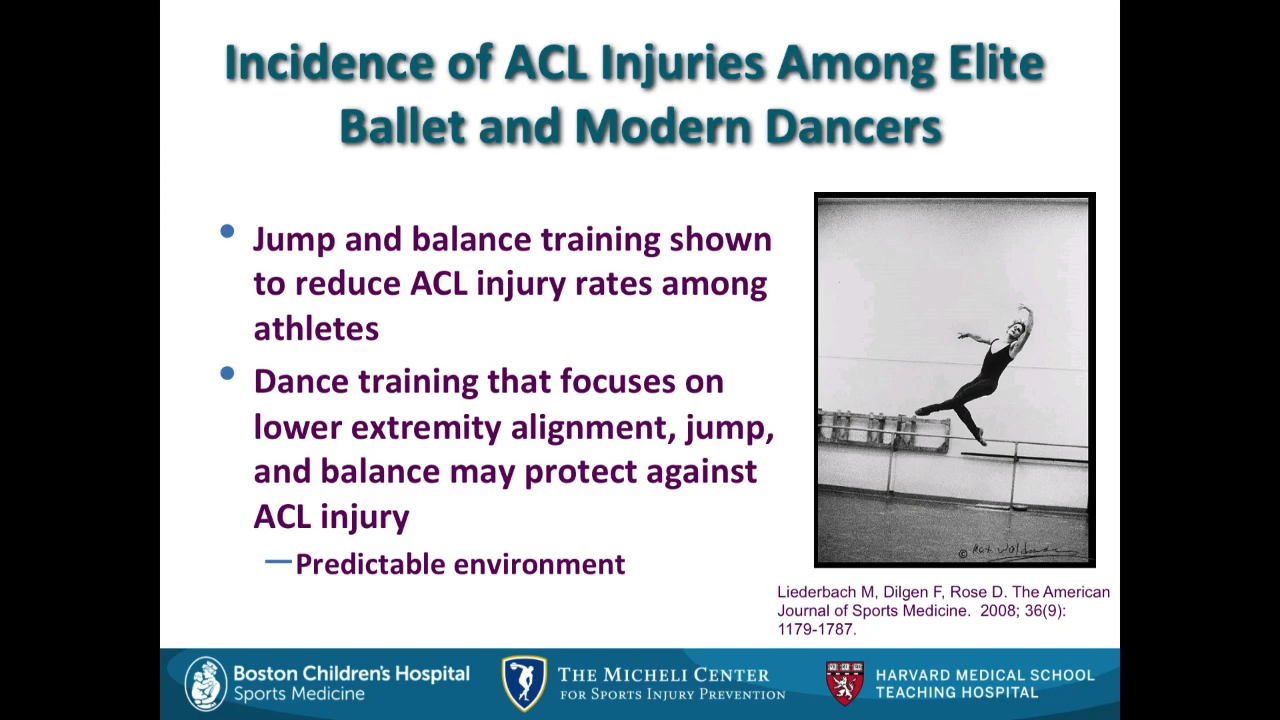 Incidence of ACL Injuries Among Elite
Ballet and Modern Dancers
• Jump and balance training shown
to reduce ACL injury rates among
athletes
• Dance training that focuses on
lower extremity alignment, jump,
and balance may protect against
ACL injury
—Predictable environment
©
Liederbach M, Dilgen F, Rose D. The American
Journal of Sports Medicine. 2008; 36(9):
1179-1787.
Boston Children's Hospital
Sports Medicine
THE MICHELI CENTER
FOR SPORTS INJURY PREVENTION
HARVARD MEDICAL SCHOOL
TEACHING HOSPITAL